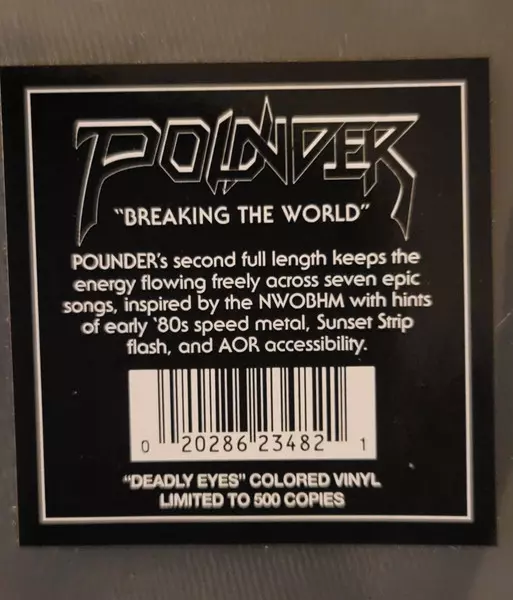 POUNDER
"BREAKING THE WORLD"
POUNDER's second full length keeps the
energy flowing freely across seven epic
songs, inspired by the NWOBHM with hints
of early '80s speed metal, Sunset Strip
flash, and AOR accessibility.
0 20286 23482 1
"DEADLY EYES" COLORED VINYL
LIMITED TO 500 COPIES